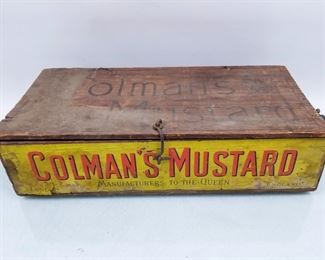 Colman's
Mustard
COLMAN'S MUSTARD
MANUFACTURERS TO THE QUEEN